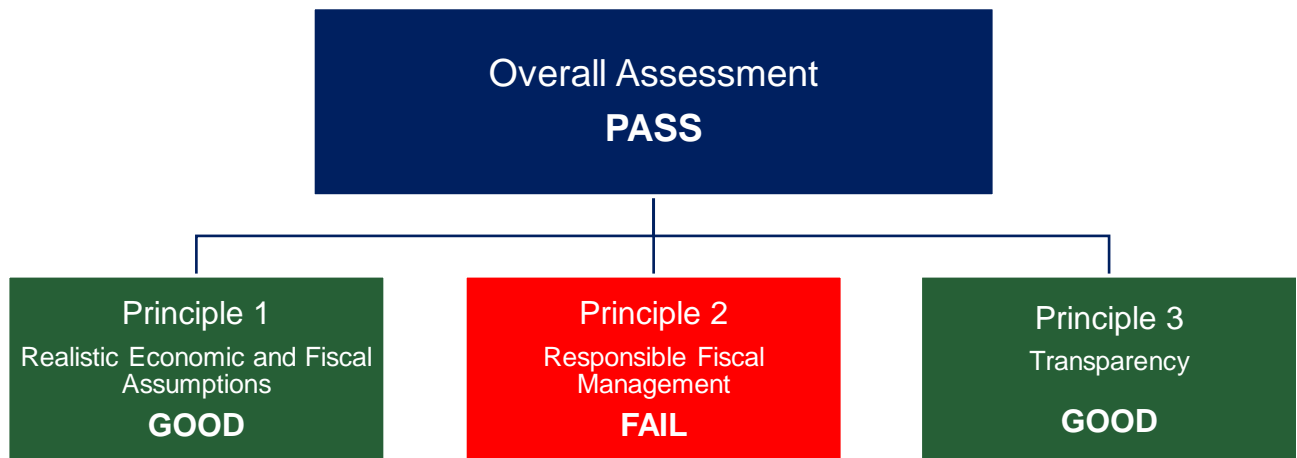 Overall Assessment
PASS
Principle 1
Realistic Economic and Fiscal
Assumptions
GOOD
Principle 2
Responsible Fiscal
Management
FAIL
Principle 3
Transparency
GOOD